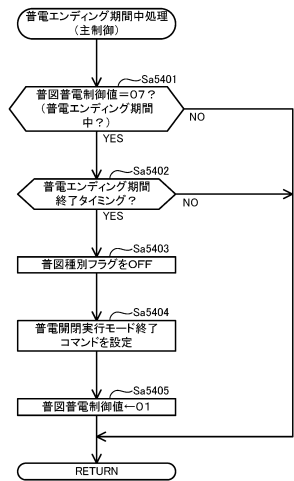 普電エンディング期間中処理
(主制御)
Sa5401
普図普電制御値=07?
(普電エンディング期間
中?)
NO
YES
Sa5402
普電エンディング期間
終了タイミング?
NO
YES
Sa5403
普図種別フラグをOFF
Sa5404
普電開閉実行モード終了
コマンドを設定
Sa5405
普図普電制御値←01
RETURN